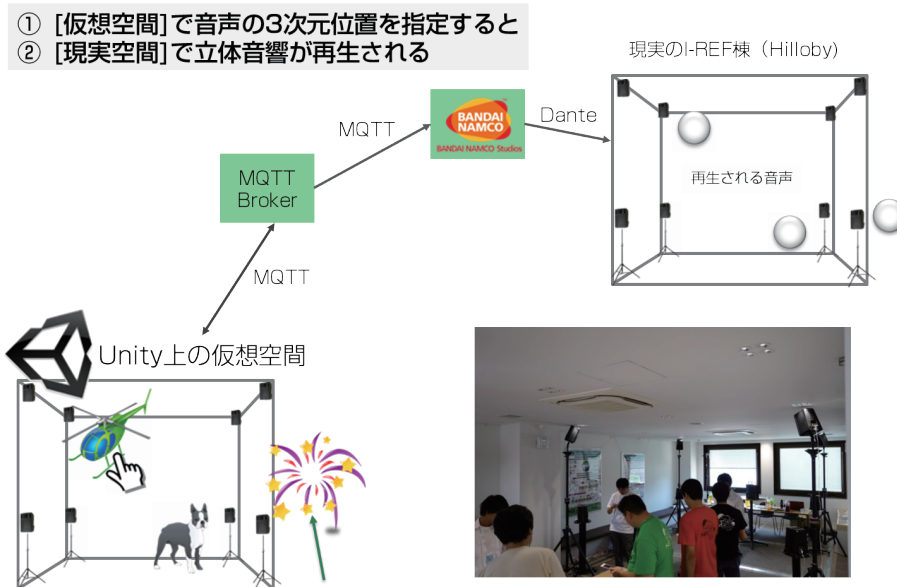 ① [仮想空間]で音声の3次元位置を指定すると
② [現実空間]で立体音響が再生される
現実のI-REF棟（Hilloby）
MQTT
BANDAI
NAMCO
BANDAI NAMCO Studios
Dante
MQTT
Broker
再生される音声
MQTT
Unity上の仮想空間